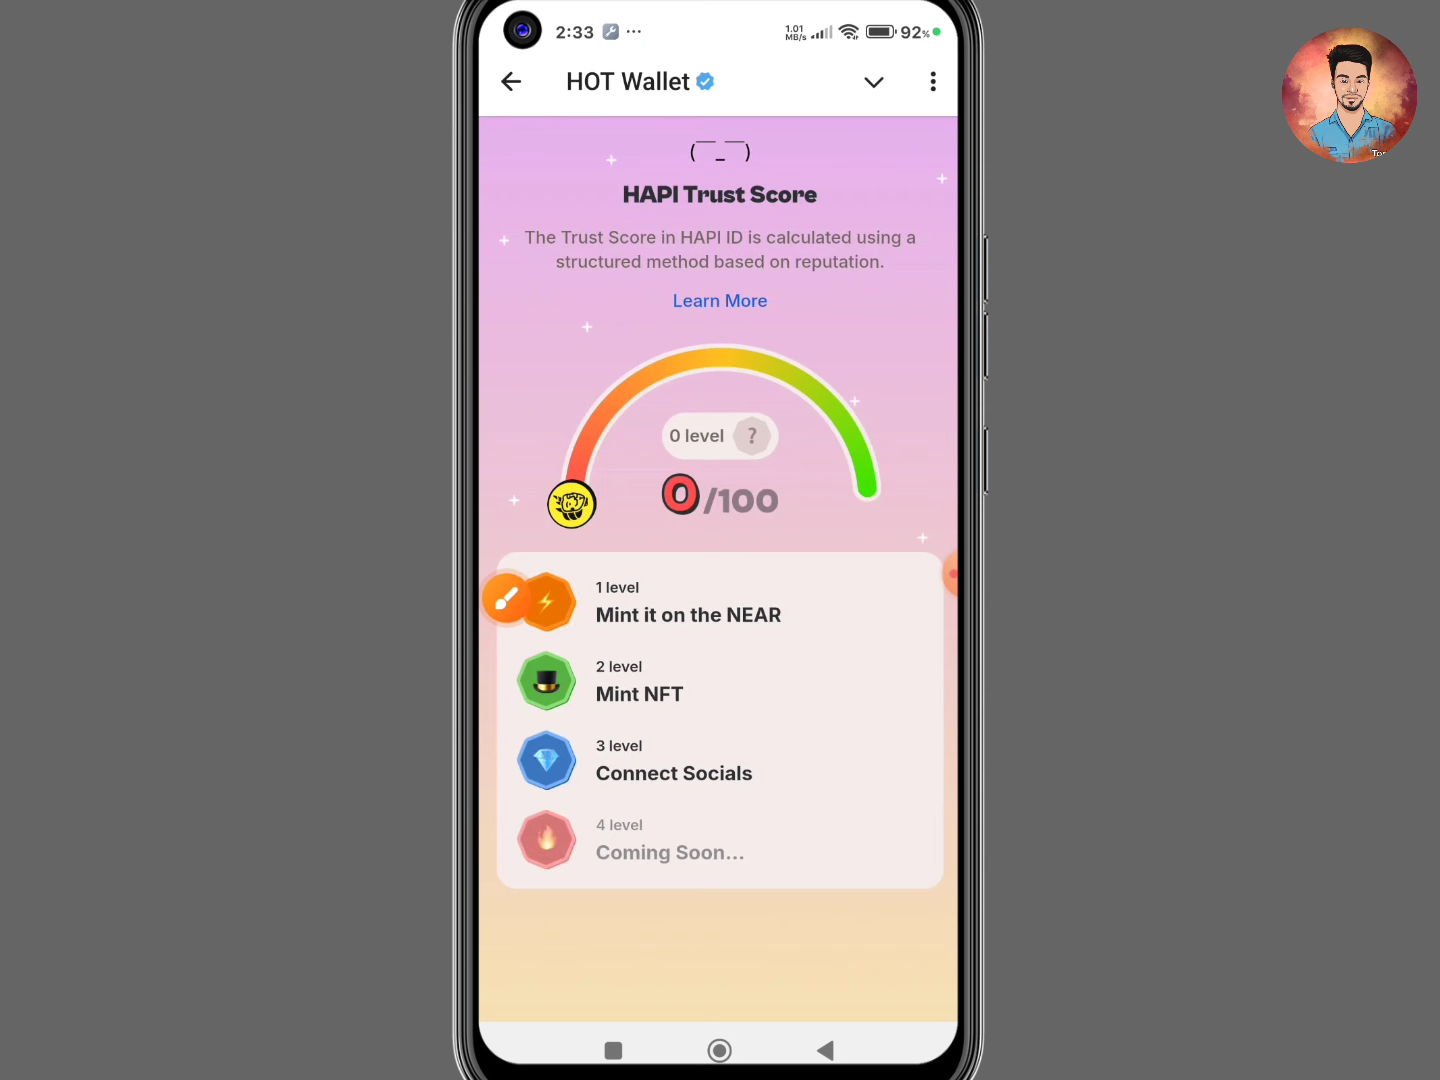 2:33 ...
1.01
MB/s
92%
HOT Wallet
(￣_￣)
HAPI Trust Score
The Trust Score in HAPI ID is calculated using a
structured method based on reputation.
Learn More
0 level ?
0/100
1 level
Mint it on the NEAR
2 level
Mint NFT
3 level
Connect Socials
4 level
Coming Soon...